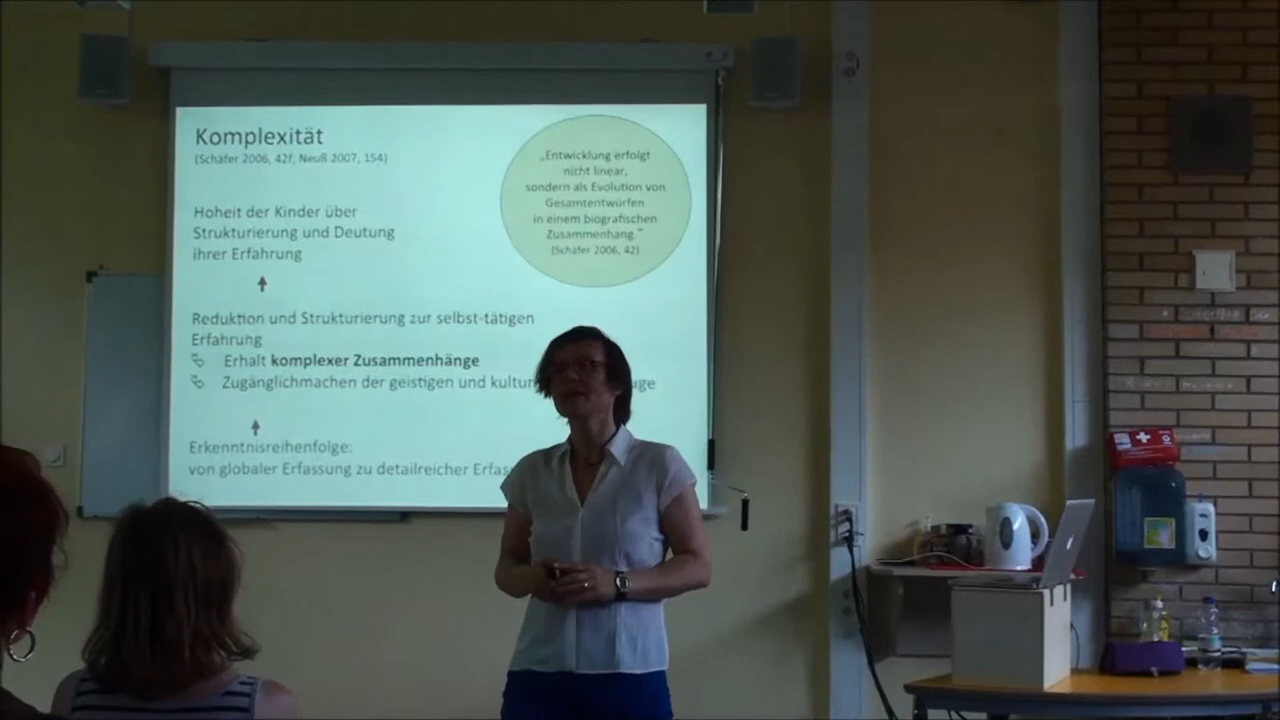 Komplexität
(Schäfer 2006, 42f; Neuß 2007, 154)
Hoheit der Kinder über
Strukturierung und Deutung
ihrer Erfahrung
Reduktion und Strukturierung zur selbst-tätigen
Erfahrung
Erhalt komplexer Zusammenhänge
Zugänglichmachen der geistigen und kultur uge
Erkenntnisreihenfolge:
von globaler Erfassung zu detailreicher Erfas
„Entwicklung erfolgt
nicht linear,
sondern als Evolution von
Gesamtentwürfen
in einem biografischen
Zusammenhang."
(Schäfer 2006, 42)